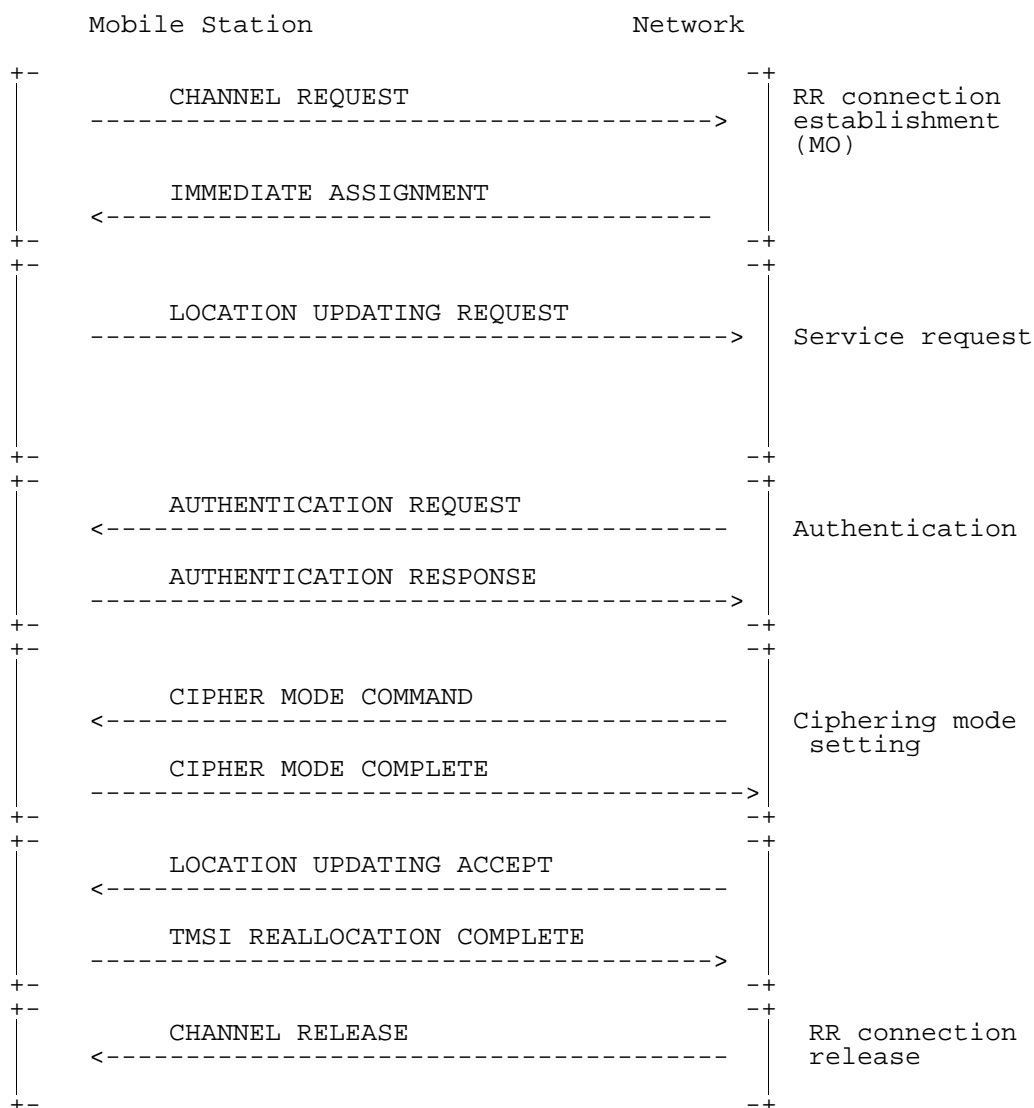 Mobile Station Network
CHANNEL REQUEST
RR connection
establishment
(MO)
IMMEDIATE ASSIGNMENT
LOCATION UPDATING REQUEST
Service request
AUTHENTICATION REQUEST
Authentication
AUTHENTICATION RESPONSE
CIPHER MODE COMMAND
Ciphering mode
setting
CIPHER MODE COMPLETE
LOCATION UPDATING ACCEPT
TMSI REALLOCATION COMPLETE
CHANNEL RELEASE
RR connection
release